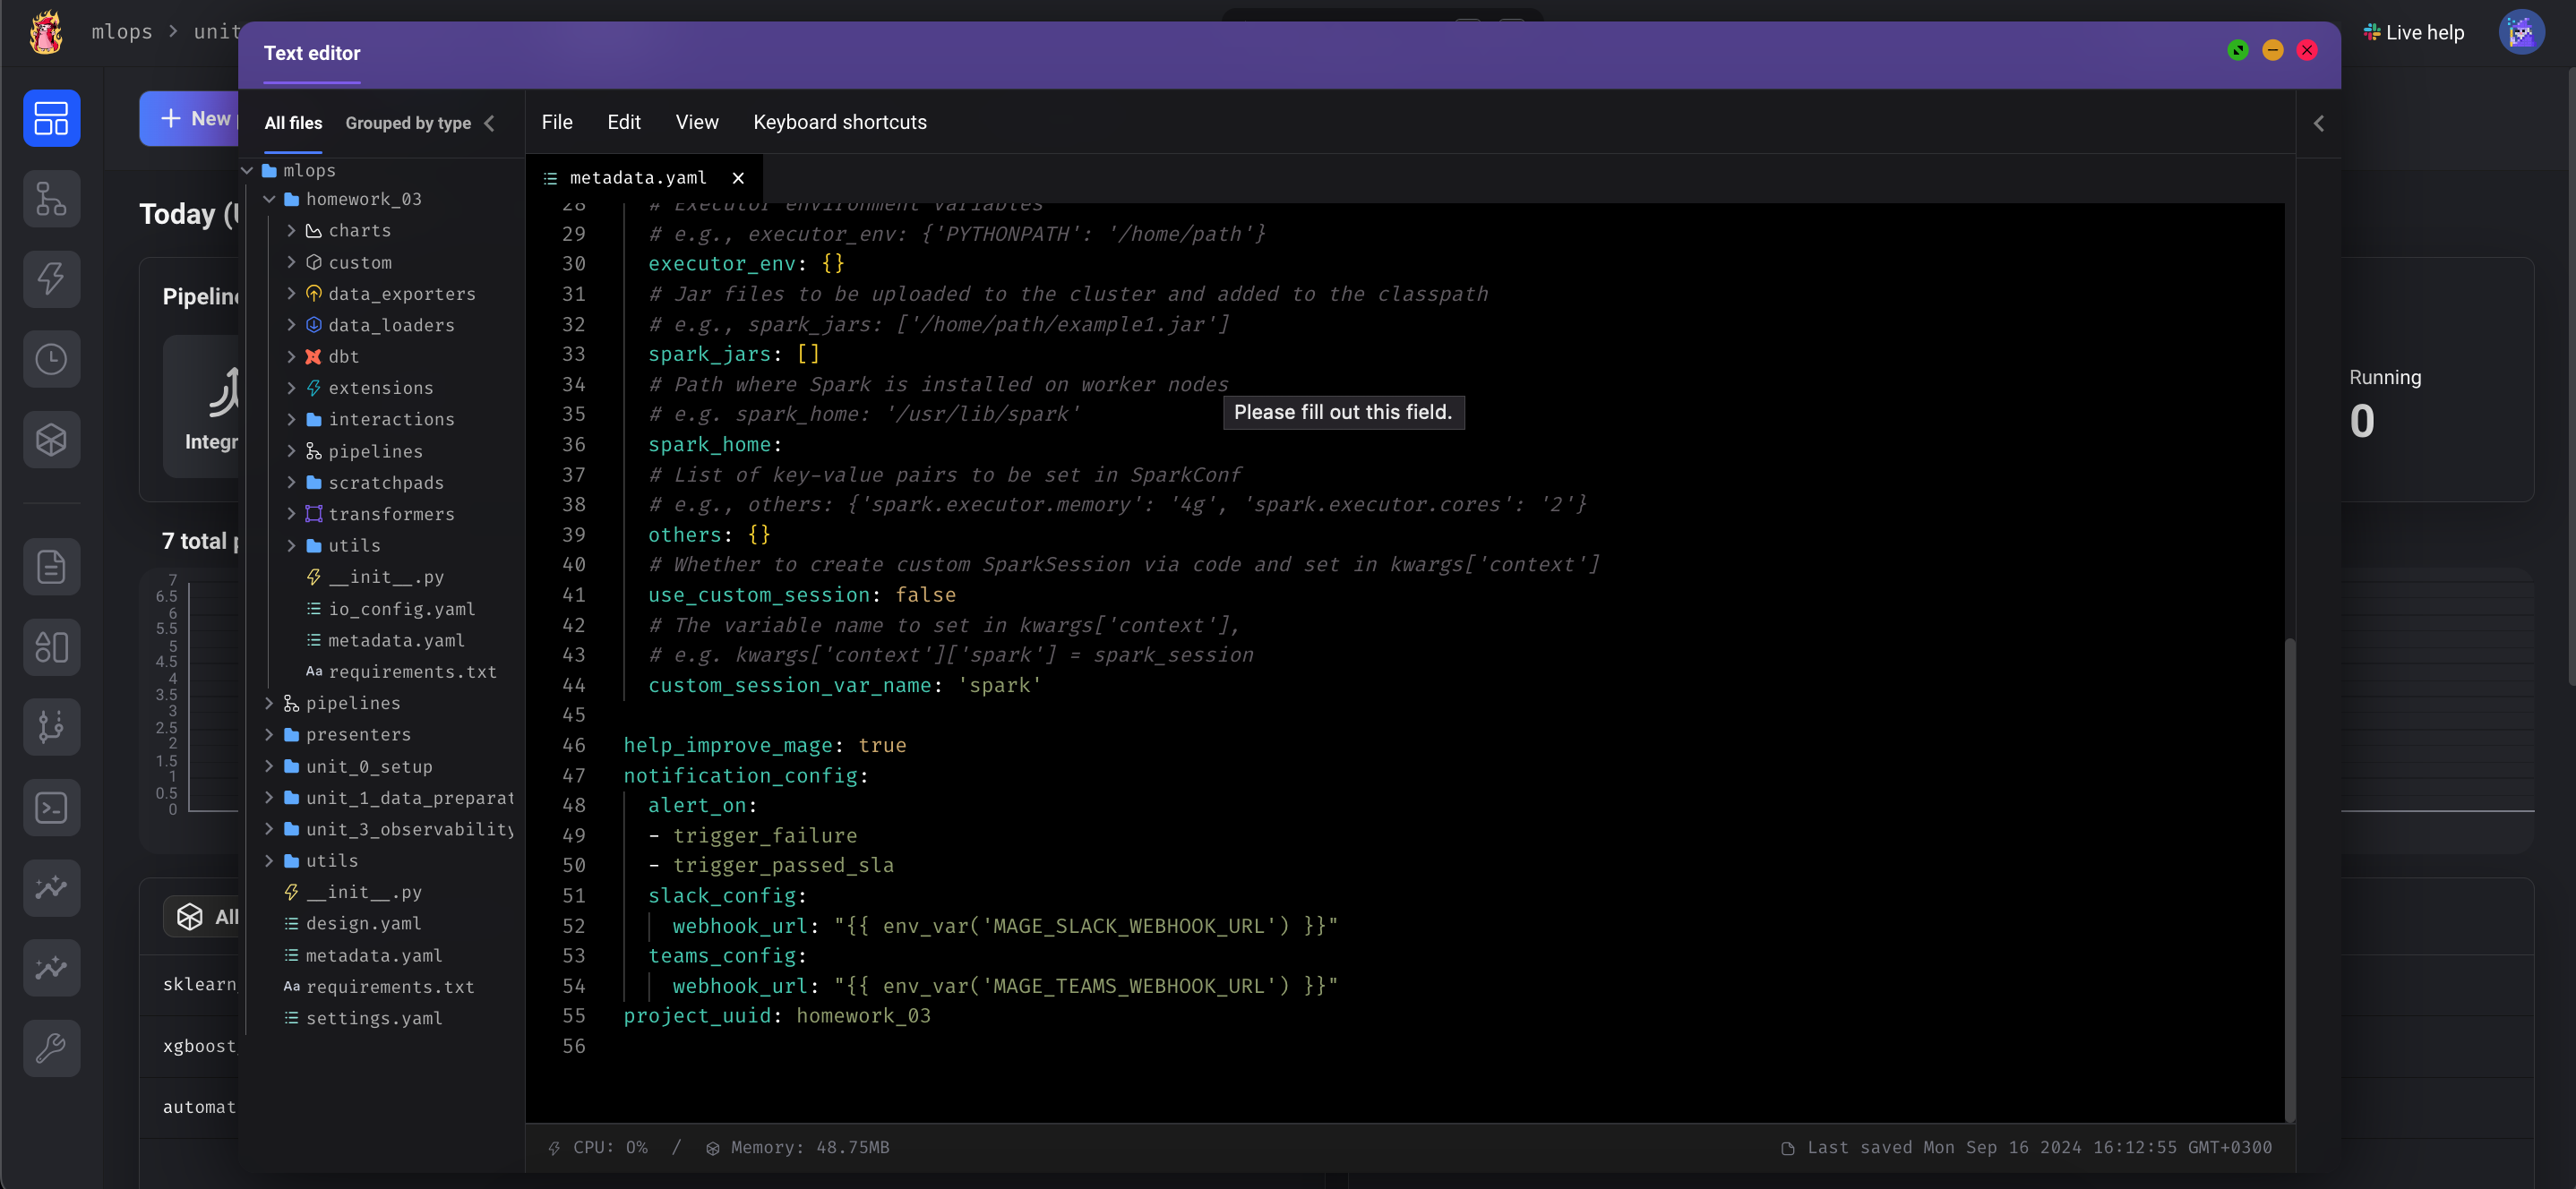 mlops > unit
Live help
Text editor
New
All files Grouped by type
File Edit View Keyboard shortcuts
metadata.yaml
mlops
homework_03
charts
custom
data_exporters
data_loaders
dbt
extensions
interactions
pipelines
scratchpads
transformers
utils
__init__.py
io_config.yaml
metadata.yaml
Aa requirements.txt
pipelines
presenters
unit_0_setup
unit_1_data_preparat
unit_3_observability
utils
__init__.py
design.yaml
metadata.yaml
Aa requirements.txt
settings.yaml
28 # Executor environment variables
29 # e.g., executor_env: {'PYTHONPATH': '/home/path'}
30 executor_env: {}
31 # Jar files to be uploaded to the cluster and added to the classpath
32 # e.g., spark_jars: ['/home/path/example1.jar']
33 spark_jars: []
34 # Path where Spark is installed on worker nodes
35 # e.g. spark_home: '/usr/lib/spark'
36 spark_home:
37 # List of key-value pairs to be set in SparkConf
38 # e.g., others: {'spark.executor.memory': '4g', 'spark.executor.cores': '2'}
39 others: {}
40 # Whether to create custom SparkSession via code and set in kwargs['context']
41 use_custom_session: false
42 # The variable name to set in kwargs['context'],
43 # e.g. kwargs['context']['spark'] = spark_session
44 custom_session_var_name: 'spark'
45
46 help_improve_mage: true
47 notification_config:
48 alert_on:
49 - trigger_failure
50 - trigger_passed_sla
51 slack_config:
52 webhook_url: "{{ env_var('MAGE_SLACK_WEBHOOK_URL') }}"
53 teams_config:
54 webhook_url: "{{ env_var('MAGE_TEAMS_WEBHOOK_URL') }}"
55 project_uuid: homework_03
56
Please fill out this field.
CPU: 0% / Memory: 48.75MB
Last saved Mon Sep 16 2024 16:12:55 GMT+0300
Today (
Pipeline
Integr
7 total
7
6.5
6
5.5
5
4.5
4
3.5
3
2.5
2
1.5
1
0.5
0
All
sklearn_
xgboost_
automat
Running
0